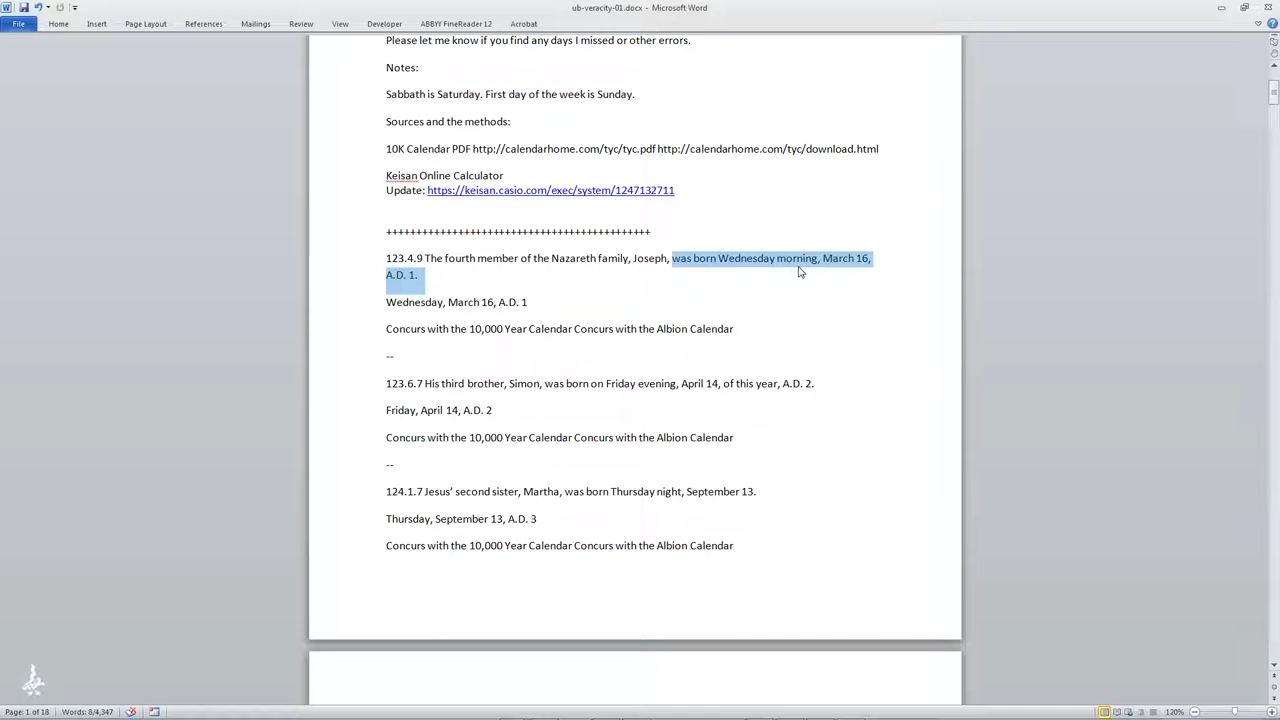 ub-veracity-01.docx - Microsoft Word
File Home Insert Page Layout References Mailings Review View Developer ABBYY FineReader 12 Acrobat
Please let me know if you find any days I missed or other errors.
Notes:
Sabbath is Saturday. First day of the week is Sunday.
Sources and the methods:
10K Calendar PDF http://calendarhome.com/tyc/tyc.pdf http://calendarhome.com/tyc/download.html
Keisan Online Calculator
Update: https://keisan.casio.com/exec/system/1247132711
++++++++++++++++++++++++++++++++++++++++++++
123.4.9 The fourth member of the Nazareth family, Joseph, was born Wednesday morning, March 16,
A.D. 1.
Wednesday, March 16, A.D. 1
Concurs with the 10,000 Year Calendar Concurs with the Albion Calendar
--
123.6.7 His third brother, Simon, was born on Friday evening, April 14, of this year, A.D. 2.
Friday, April 14, A.D. 2
Concurs with the 10,000 Year Calendar Concurs with the Albion Calendar
--
124.1.7 Jesus’ second sister, Martha, was born Thursday night, September 13.
Thursday, September 13, A.D. 3
Concurs with the 10,000 Year Calendar Concurs with the Albion Calendar
Page: 1 of 18 Words: 8/4,347 120%